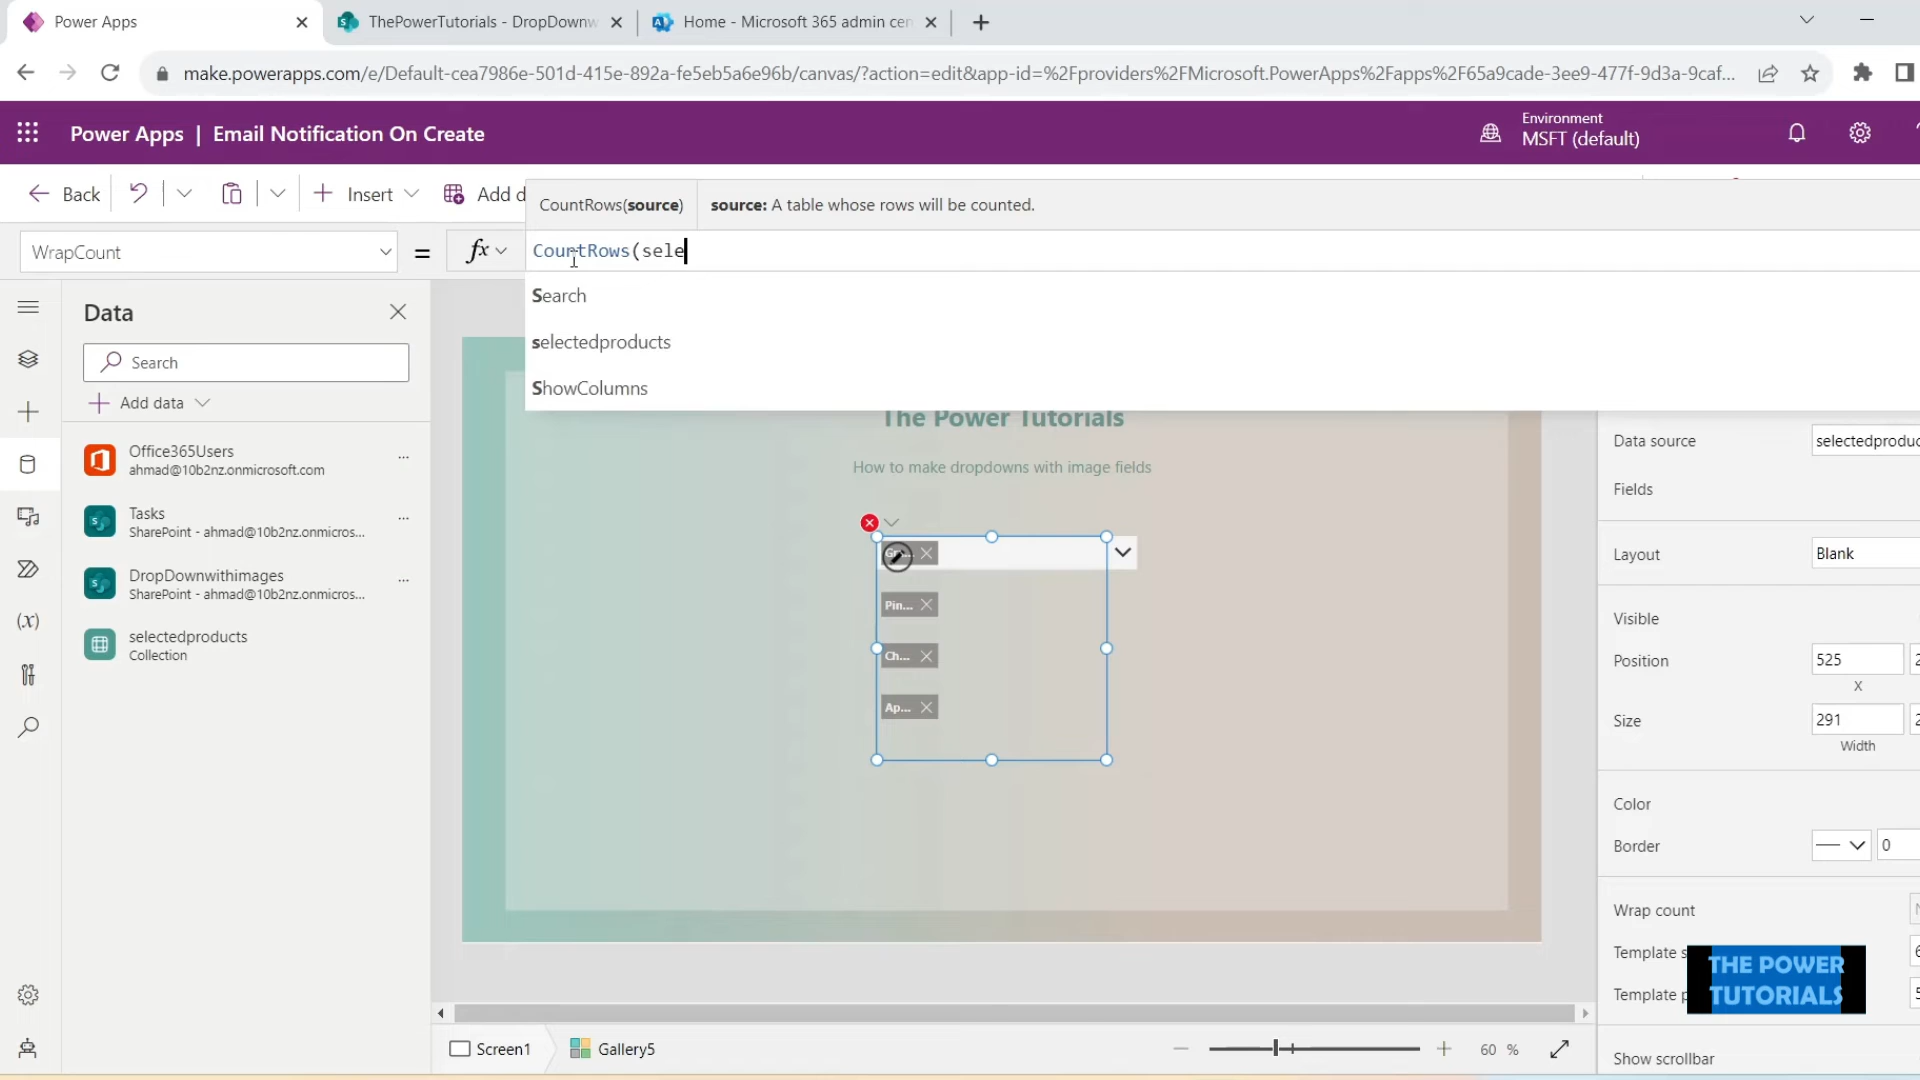 Power Apps
ThePowerTutorials - DropDownw
Home - Microsoft 365 admin cen
make.powerapps.com/e/Default-cea7986e-501d-415e-892a-fe5eb5a6e96b/canvas/?action=edit&app-id=%2Fproviders%2FMicrosoft.PowerApps%2Fapps%2F65a9cade-3ee9-477f-9d3a-9caf...
Power Apps | Email Notification On Create
Environment
MSFT (default)
Back
Insert
Add d
CountRows(source)
source: A table whose rows will be counted.
WrapCount
=
fx
CountRows(sele
Search
selectedproducts
ShowColumns
Data
Search
Add data
Office365Users
ahmad@10b2nz.onmicrosoft.com
Tasks
SharePoint - ahmad@10b2nz.onmicros...
DropDownwithimages
SharePoint - ahmad@10b2nz.onmicros...
selectedproducts
Collection
The Power Tutorials
How to make dropdowns with image fields
Pin...
Ch...
Ap...
Data source
selectedproduc
Fields
Layout
Blank
Visible
Position
525
X
Size
291
Width
Color
Border
0
Wrap count
Template s
Template p
THE POWER
TUTORIALS
Show scrollbar
Screen1
Gallery5
60 %